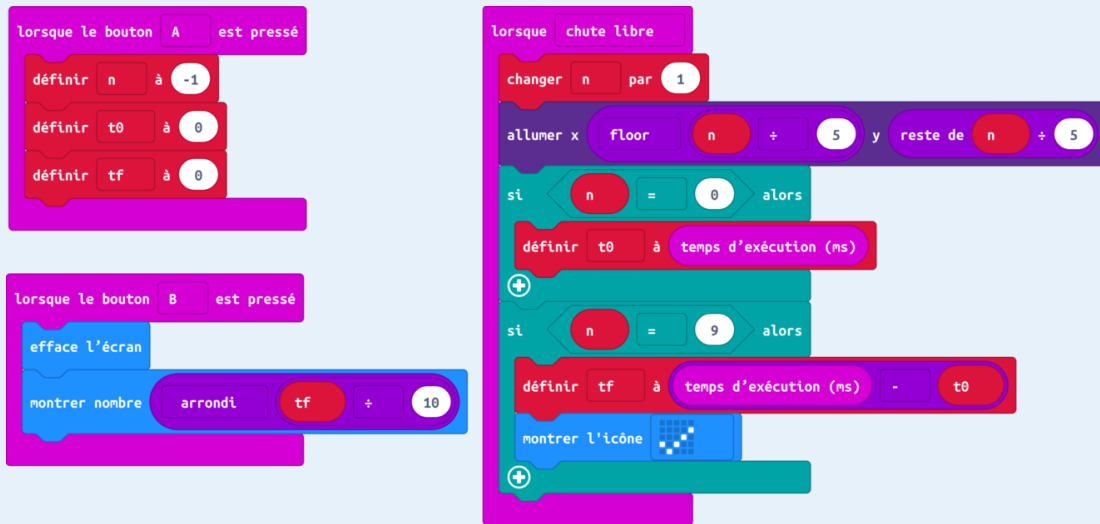 lorsque le bouton A est pressé
définir n à -1
définir t0 à 0
définir tf à 0
lorsque le bouton B est pressé
efface l’écran
montrer nombre arrondi tf ÷ 10
lorsque chute libre
changer n par 1
allumer x floor n ÷ 5 y reste de n ÷ 5
si n = 0 alors
définir t0 à temps d’exécution (ms)
si n = 9 alors
définir tf à temps d’exécution (ms) - t0
montrer l'icône